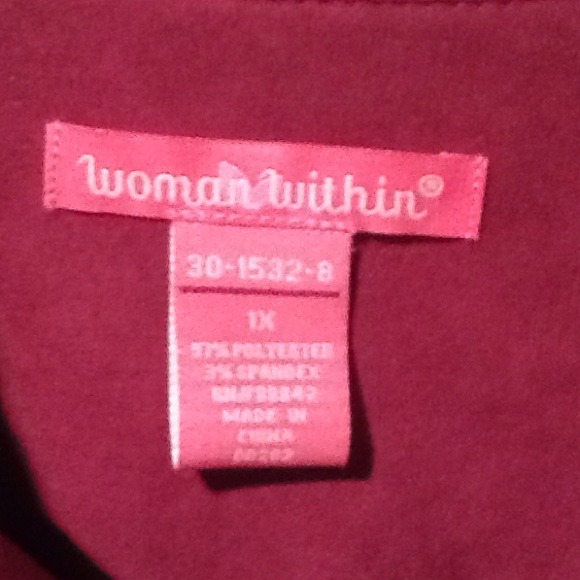 woman within®
30-1532-8
1X
97% POLYESTER
3% SPANDEX
MADE IN
CHINA